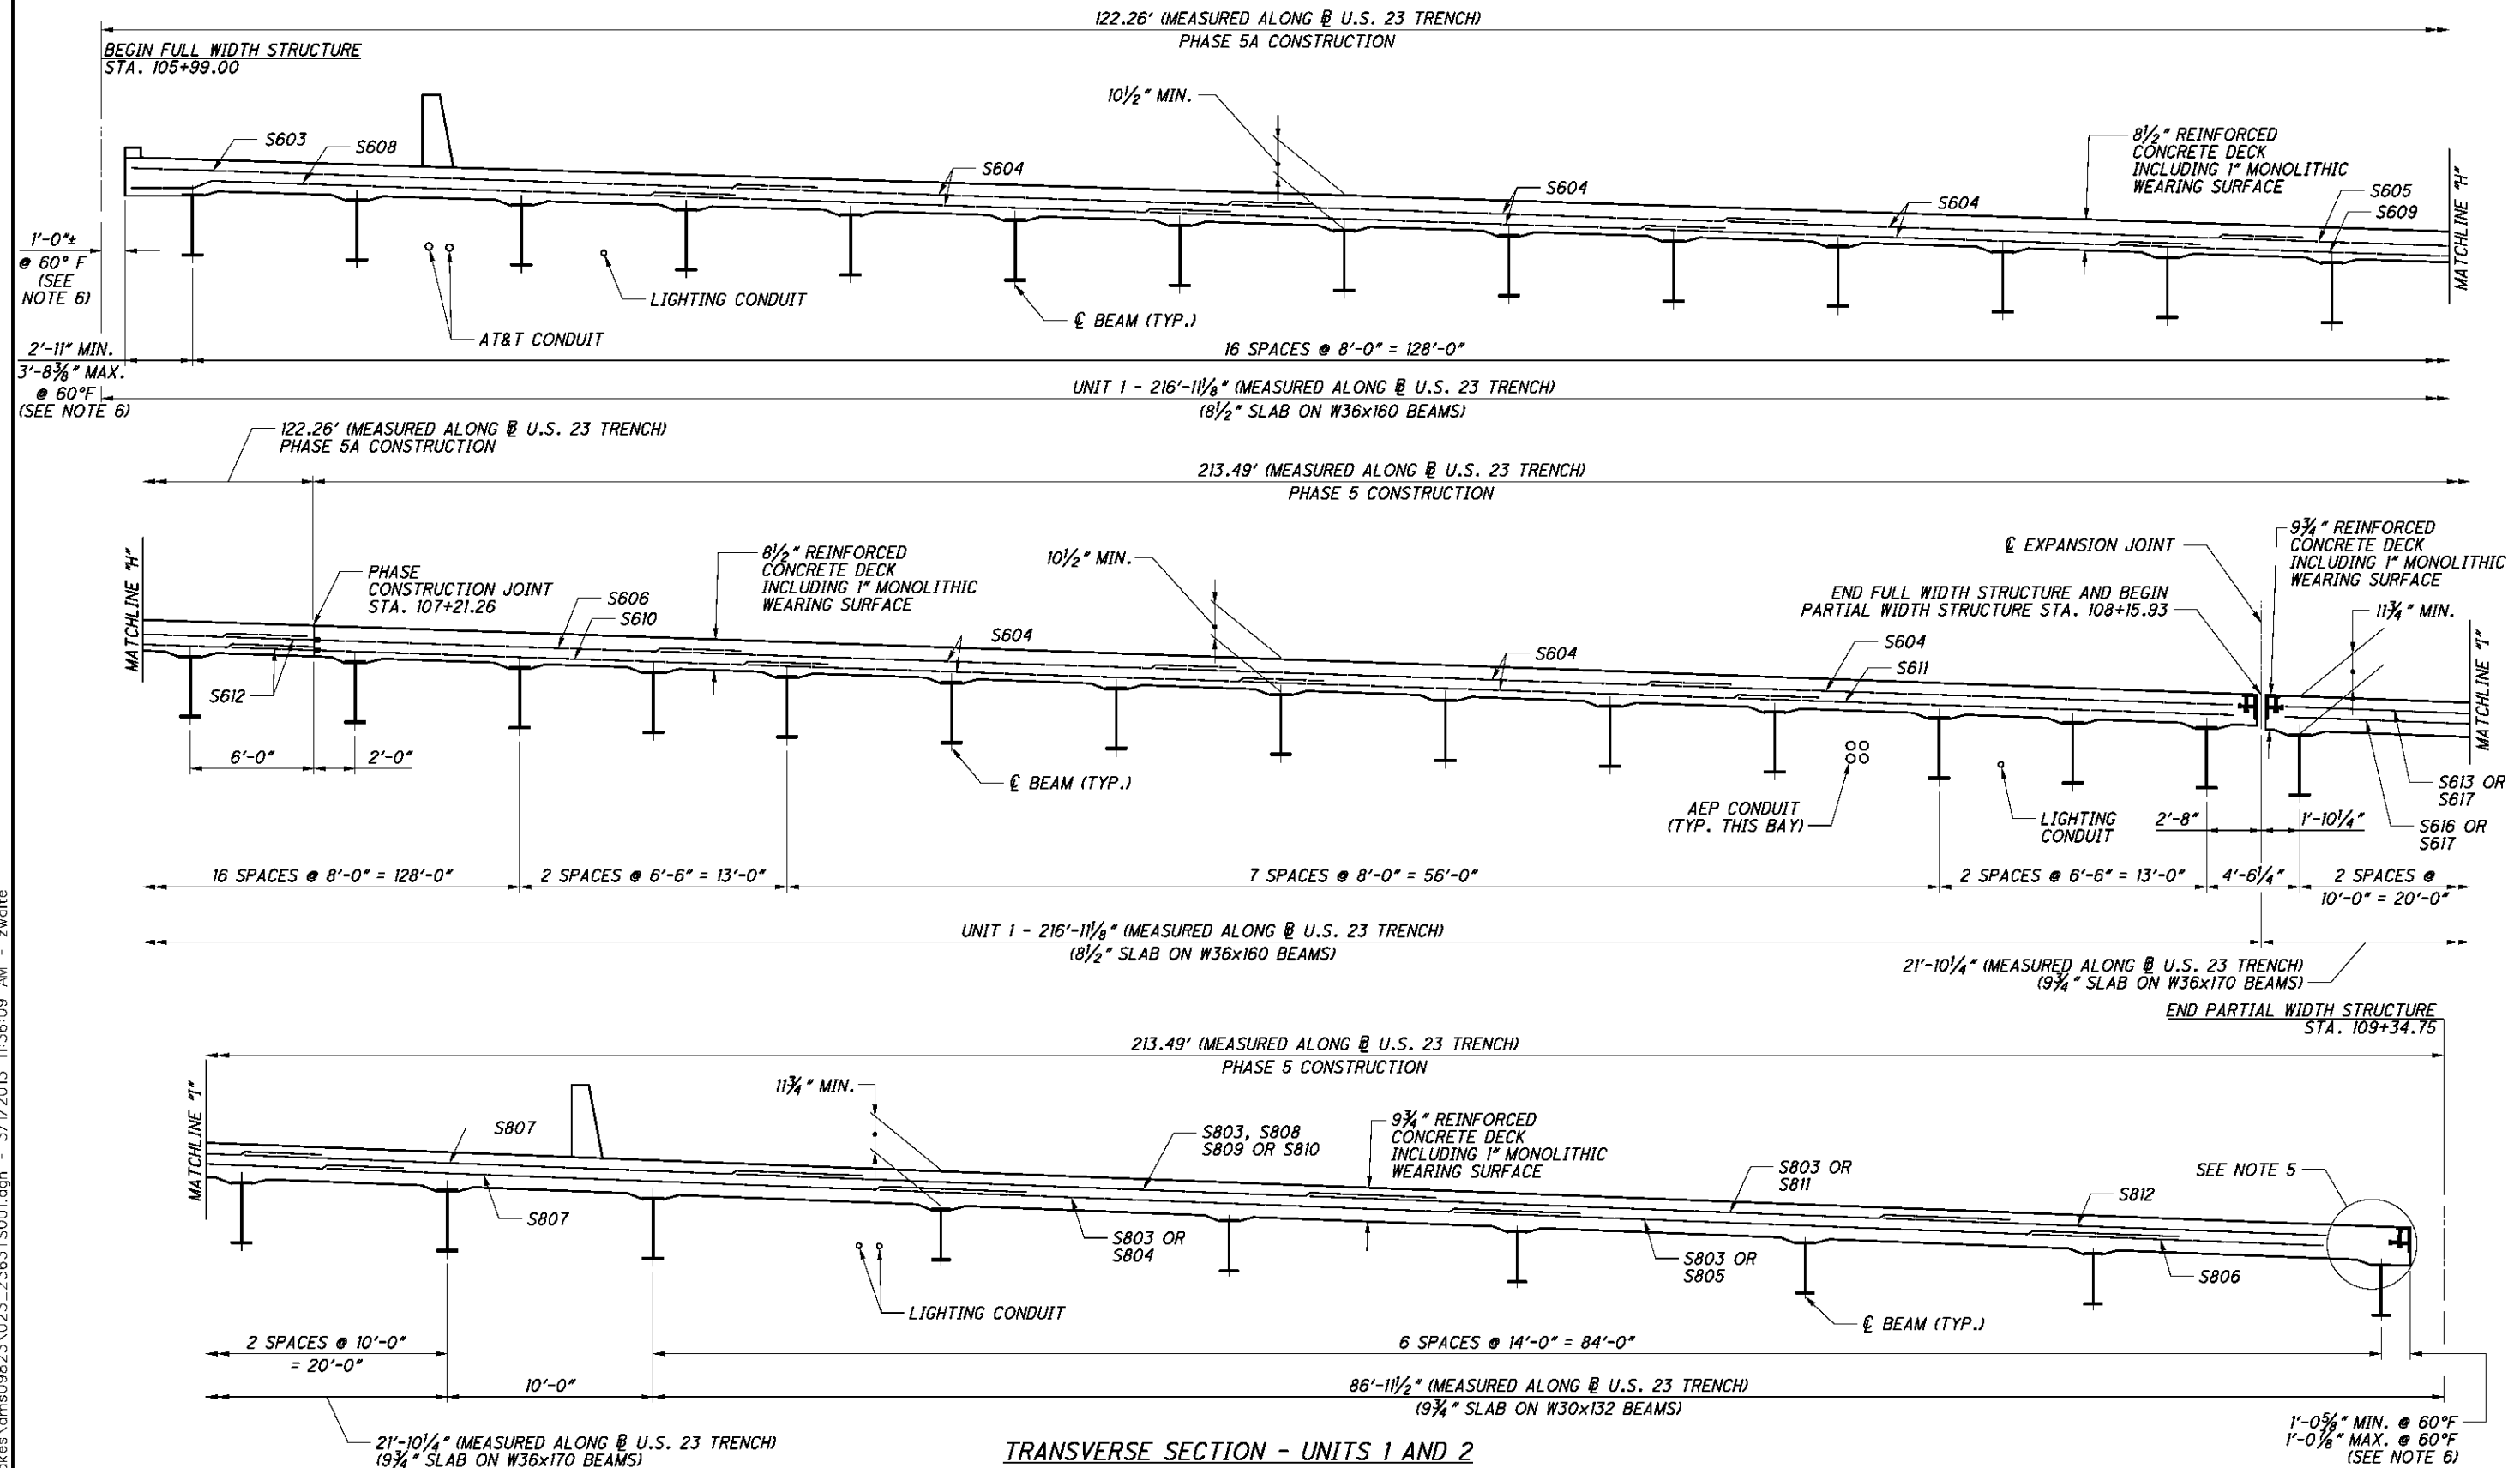 122.26' (MEASURED ALONG ⅊ U.S. 23 TRENCH)
PHASE 5A CONSTRUCTION
BEGIN FULL WIDTH STRUCTURE
STA. 105+99.00
10½" MIN.
S603
S608
S604
S604
S604
8½" REINFORCED
CONCRETE DECK
INCLUDING 1" MONOLITHIC
WEARING SURFACE
S605
S609
MATCHLINE "H"
1'-0"±
@ 60° F
(SEE
NOTE 6)
LIGHTING CONDUIT
AT&T CONDUIT
℄ BEAM (TYP.)
2'-11" MIN.
3'-8⅜" MAX.
@ 60°F
(SEE NOTE 6)
16 SPACES @ 8'-0" = 128'-0"
UNIT 1 - 216'-11⅛" (MEASURED ALONG ⅊ U.S. 23 TRENCH)
(8½" SLAB ON W36x160 BEAMS)
122.26' (MEASURED ALONG ⅊ U.S. 23 TRENCH)
PHASE 5A CONSTRUCTION
213.49' (MEASURED ALONG ⅊ U.S. 23 TRENCH)
PHASE 5 CONSTRUCTION
MATCHLINE "H"
PHASE
CONSTRUCTION JOINT
STA. 107+21.26
S606
S610
8½" REINFORCED
CONCRETE DECK
INCLUDING 1" MONOLITHIC
WEARING SURFACE
10½" MIN.
S604
S604
S604
S611
℄ EXPANSION JOINT
END FULL WIDTH STRUCTURE AND BEGIN
PARTIAL WIDTH STRUCTURE STA. 108+15.93
9¾" REINFORCED
CONCRETE DECK
INCLUDING 1" MONOLITHIC
WEARING SURFACE
11¾" MIN.
MATCHLINE "I"
S612
6'-0"
2'-0"
℄ BEAM (TYP.)
AEP CONDUIT
(TYP. THIS BAY)
LIGHTING
CONDUIT
2'-8"
1'-10¼"
S613 OR
S617
S616 OR
S617
16 SPACES @ 8'-0" = 128'-0"
2 SPACES @ 6'-6" = 13'-0"
7 SPACES @ 8'-0" = 56'-0"
2 SPACES @ 6'-6" = 13'-0"
4'-6¼"
2 SPACES @
10'-0" = 20'-0"
UNIT 1 - 216'-11⅛" (MEASURED ALONG ⅊ U.S. 23 TRENCH)
(8½" SLAB ON W36x160 BEAMS)
21'-10¼" (MEASURED ALONG ⅊ U.S. 23 TRENCH)
(9¾" SLAB ON W36x170 BEAMS)
END PARTIAL WIDTH STRUCTURE
STA. 109+34.75
213.49' (MEASURED ALONG ⅊ U.S. 23 TRENCH)
PHASE 5 CONSTRUCTION
MATCHLINE "I"
S807
S807
11¾" MIN.
S803, S808
S809 OR S810
9¾" REINFORCED
CONCRETE DECK
INCLUDING 1" MONOLITHIC
WEARING SURFACE
S803 OR
S811
SEE NOTE 5
S812
S803 OR
S804
S803 OR
S805
S806
LIGHTING CONDUIT
℄ BEAM (TYP.)
2 SPACES @ 10'-0"
= 20'-0"
6 SPACES @ 14'-0" = 84'-0"
10'-0"
86'-11½" (MEASURED ALONG ⅊ U.S. 23 TRENCH)
(9¾" SLAB ON W30x132 BEAMS)
21'-10¼" (MEASURED ALONG ⅊ U.S. 23 TRENCH)
(9¾" SLAB ON W36x170 BEAMS)
1'-0⅝" MIN. @ 60°F
1'-0⅞" MAX. @ 60°F
(SEE NOTE 6)
TRANSVERSE SECTION - UNITS 1 AND 2
AM - zwaite